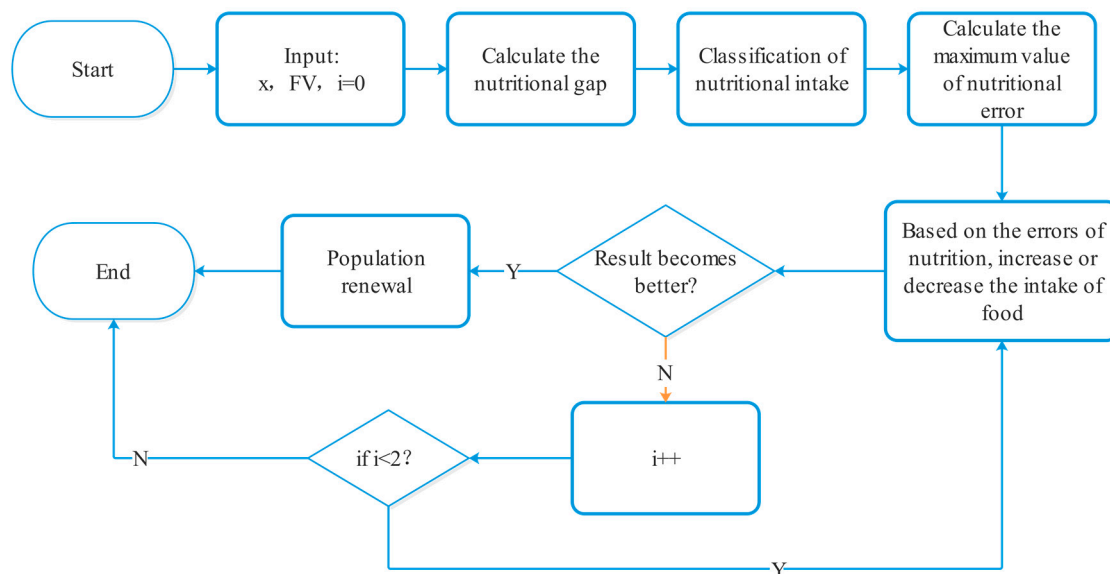 Start
Input:
x，FV，i=0
Calculate the
nutritional gap
Classification of
nutritional intake
Calculate the
maximum value
of nutritional
error
Based on the errors of
nutrition, increase or
decrease the intake of
food
Result becomes
better?
Y
Population
renewal
End
N
i++
if i<2?
N
Y